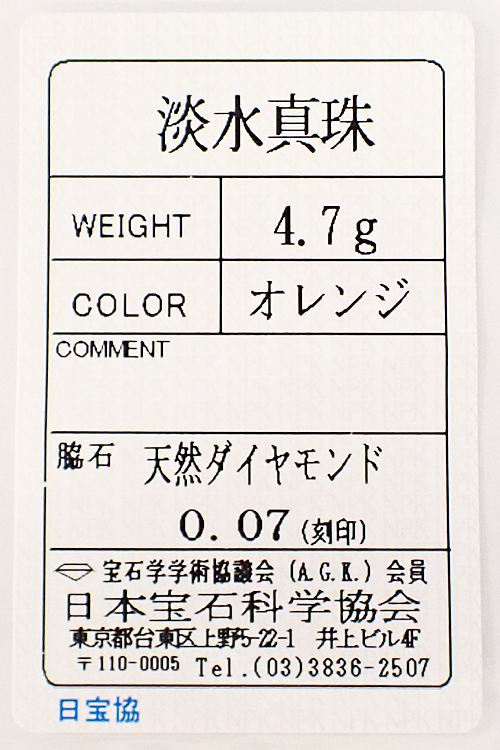 淡水真珠
WEIGHT 4.7g
COLOR オレンジ
COMMENT
脇石 天然ダイヤモンド
0.07(刻印)
宝石学学術協議会(A.G.K.)会員
日本宝石科学協会
東京都台東区上野5-22-1 井上ビル4F
〒110-0005 Tel.(03)3836-2507
日宝協